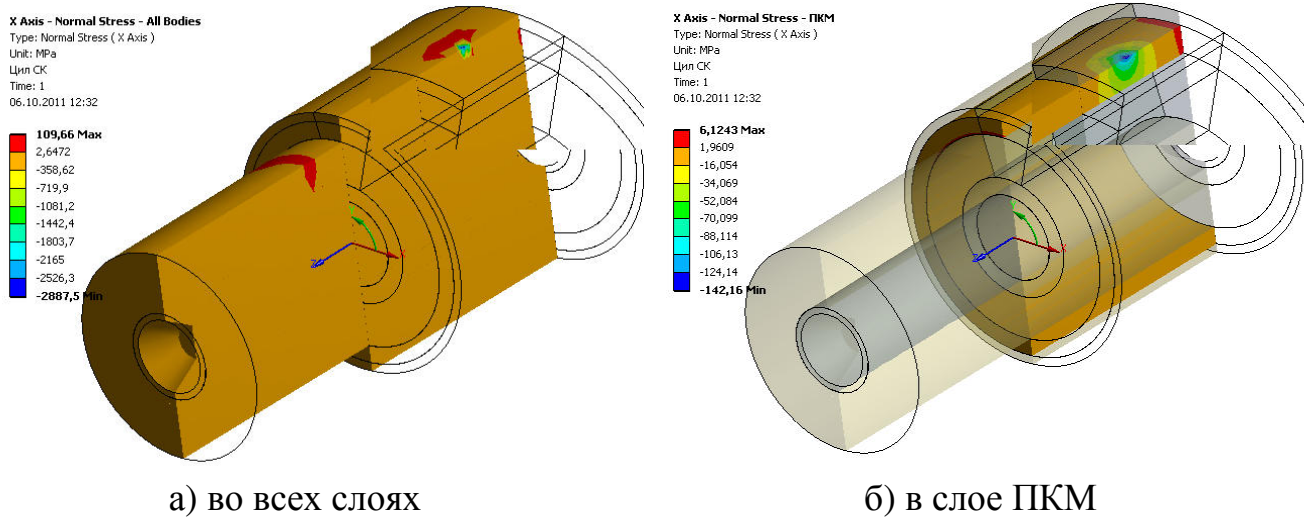 X Axis - Normal Stress - All Bodies
Type: Normal Stress ( X Axis )
Unit: MPa
Цил СК
Time: 1
06.10.2011 12:32
109,66 Max
2,6472
-358,62
-719,9
-1081,2
-1442,4
-1803,7
-2165
-2526,3
-2887,5 Min
Z
X
X Axis - Normal Stress - ПКМ
Type: Normal Stress ( X Axis )
Unit: MPa
Цил СК
Time: 1
06.10.2011 12:32
6,1243 Max
1,9609
-16,054
-34,069
-52,084
-70,099
-88,114
-106,13
-124,14
-142,16 Min
Z
X
а) во всех слоях
б) в слое ПКМ